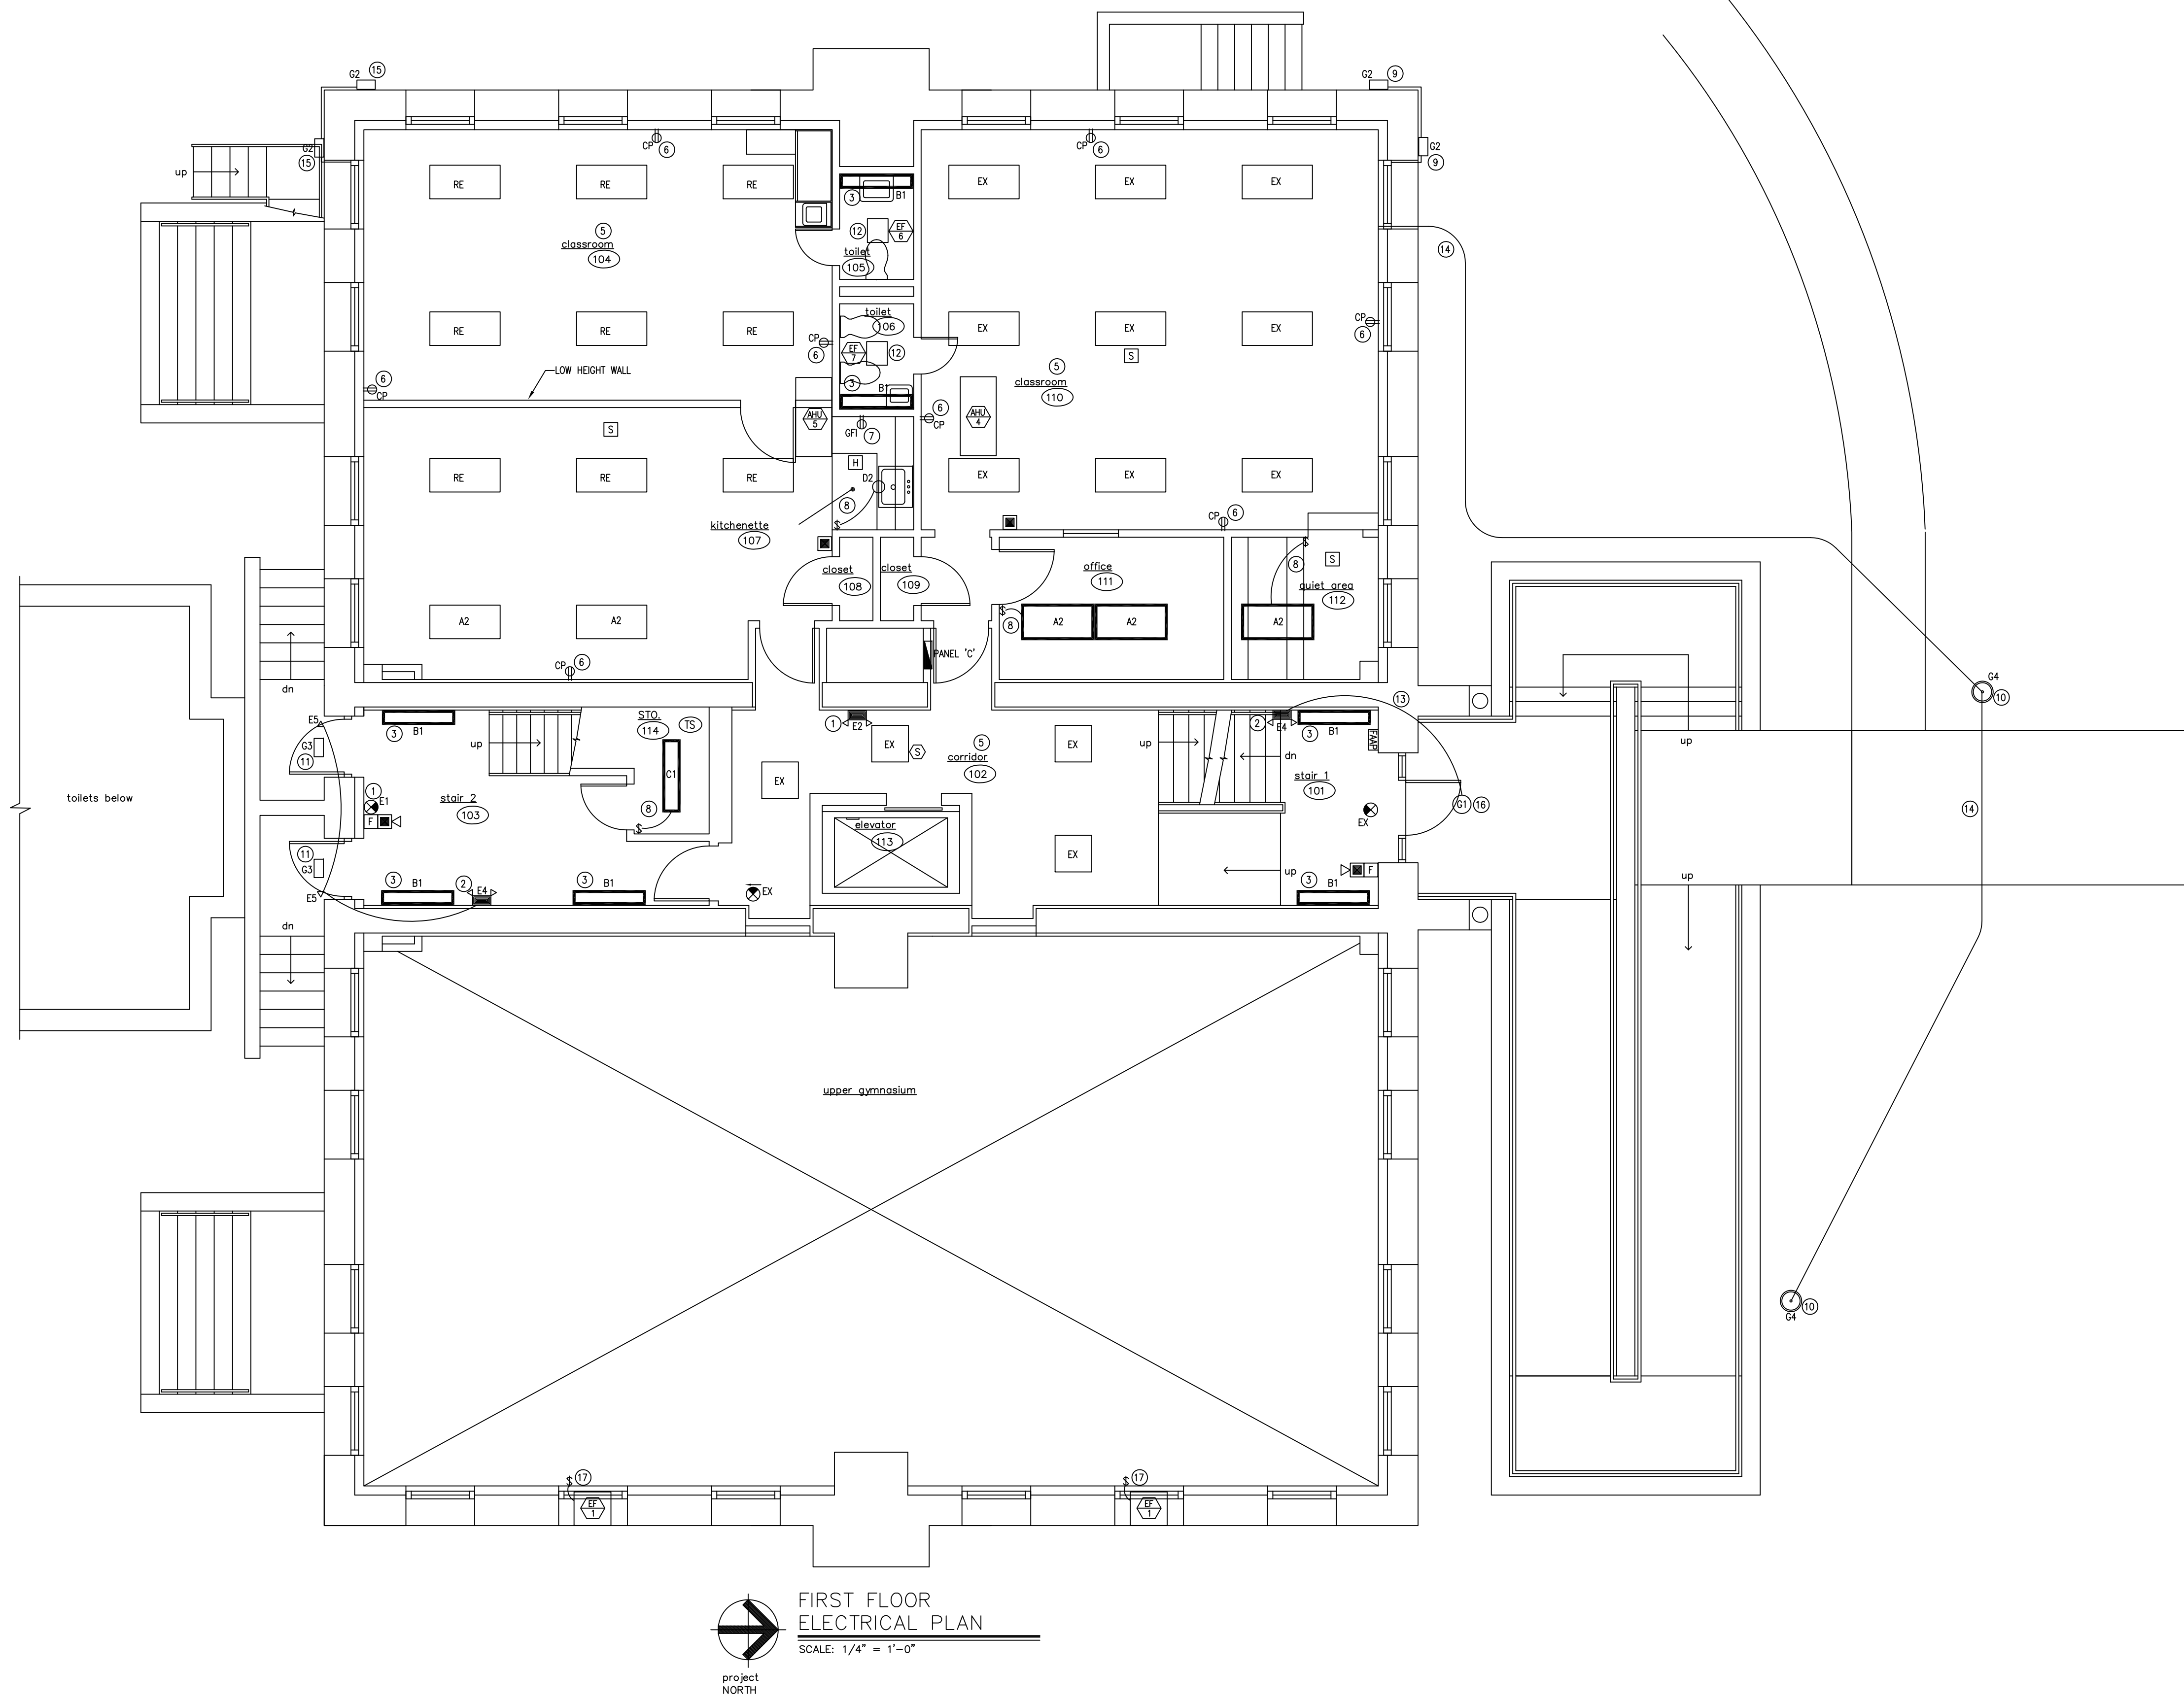 G2 15
G2 9
G2
15
G2
9
up
CP 6
CP 6
RE RE RE
EX EX EX
3 B1
12 EF
6
toilet
105
5
classroom
104
14
RE RE RE
EX EX EX
toilet
106
CP
6
EF
7
12
CP
6
S
5
classroom
110
LOW HEIGHT WALL
6
CP
3 B1
AHU
5
AHU
4
6
CP
GFI 7
S
H
D2
8
RE RE RE
EX EX EX
kitchenette
107
CP 6
closet
108
closet
109
office
111
8
S
quiet area
112
A2 A2
8
A2 A2 A2
PANEL 'C'
CP 6
dn
G4
10
13
E5
G3
11
3 B1
up
STO.
114
TS
C1
8
1 E2
EX
S
5
corridor
102
EX
EX
up
2 E4
dn
3 B1
FAAP
stair 1
101
G1 16
up
toilets below
1
E1
F
stair 2
103
elevator
113
EX
EX
14
11
G3
E5
3 B1
2 E4
3 B1
EX
up
F
3 B1
up
dn
upper gymnasium
G4
10
17
EF
1
17
EF
1
FIRST FLOOR
ELECTRICAL PLAN
SCALE: 1/4" = 1'-0"
project
NORTH